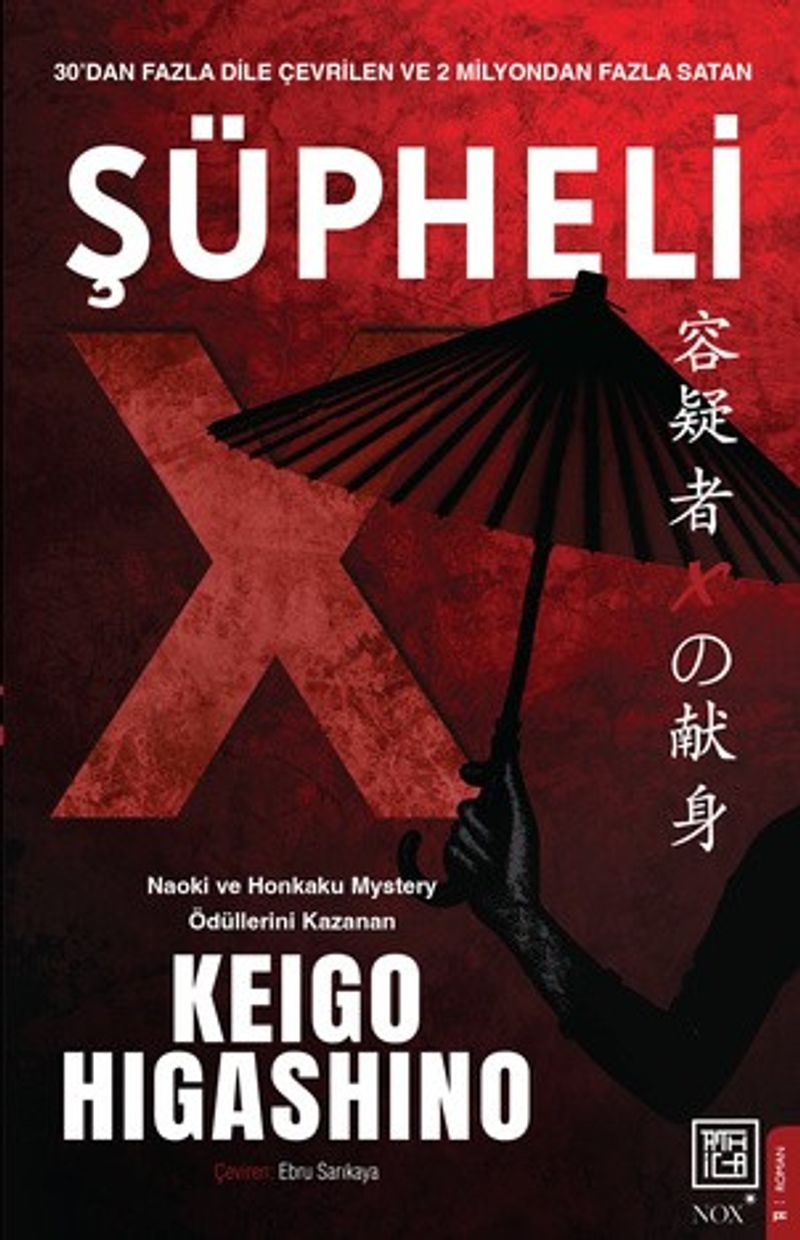 30'DAN FAZLA DİLE ÇEVRİLEN VE 2 MİLYONDAN FAZLA SATAN
ŞÜPHELİ
X
容疑者xの献身
Naoki ve Honkaku Mystery
Ödüllerini Kazanan
KEIGO
HIGASHINO
Çeviren: Ebru Sarıkaya
NOX
ROMAN